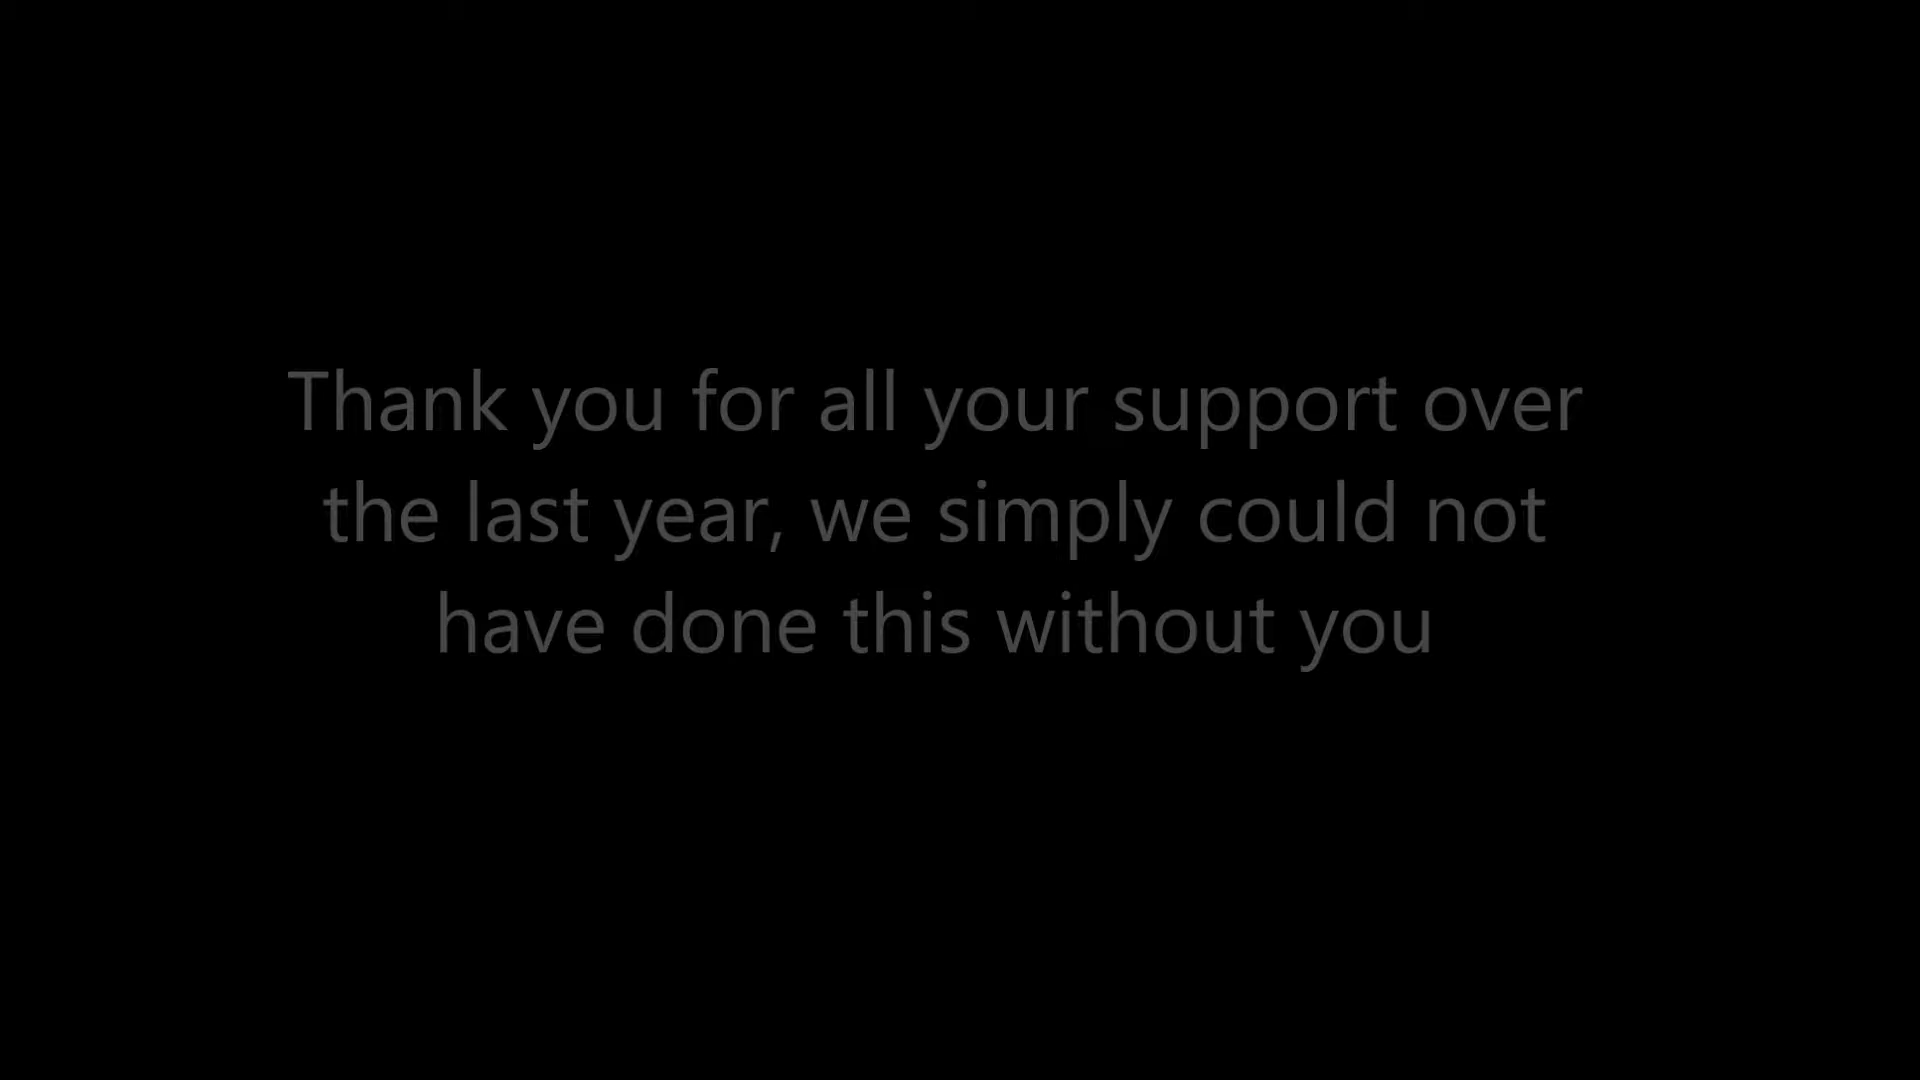 Thank you for all your support over
the last year, we simply could not
have done this without you